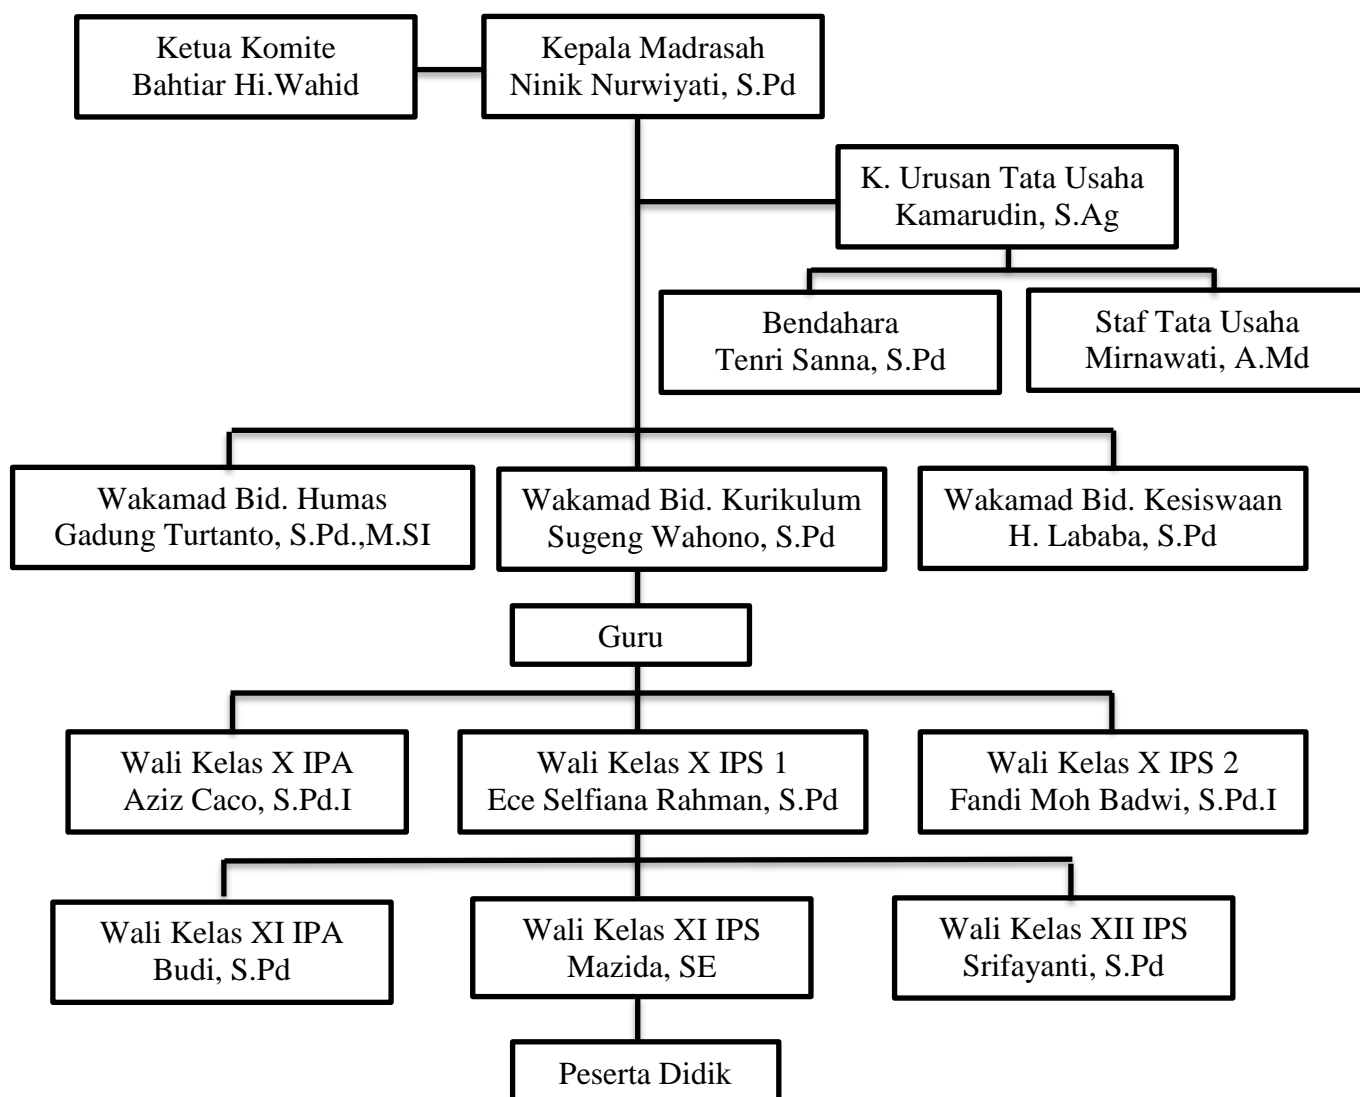 Ketua Komite
Bahtiar Hi.Wahid
Kepala Madrasah
Ninik Nurwiyati, S.Pd
K. Urusan Tata Usaha
Kamarudin, S.Ag
Bendahara
Tenri Sanna, S.Pd
Staf Tata Usaha
Mirnawati, A.Md
Wakamad Bid. Humas
Gadung Turtanto, S.Pd.,M.SI
Wakamad Bid. Kurikulum
Sugeng Wahono, S.Pd
Wakamad Bid. Kesiswaan
H. Lababa, S.Pd
Guru
Wali Kelas X IPA
Aziz Caco, S.Pd.I
Wali Kelas X IPS 1
Ece Selfiana Rahman, S.Pd
Wali Kelas X IPS 2
Fandi Moh Badwi, S.Pd.I
Wali Kelas XI IPA
Budi, S.Pd
Wali Kelas XI IPS
Mazida, SE
Wali Kelas XII IPS
Srifayanti, S.Pd
Peserta Didik